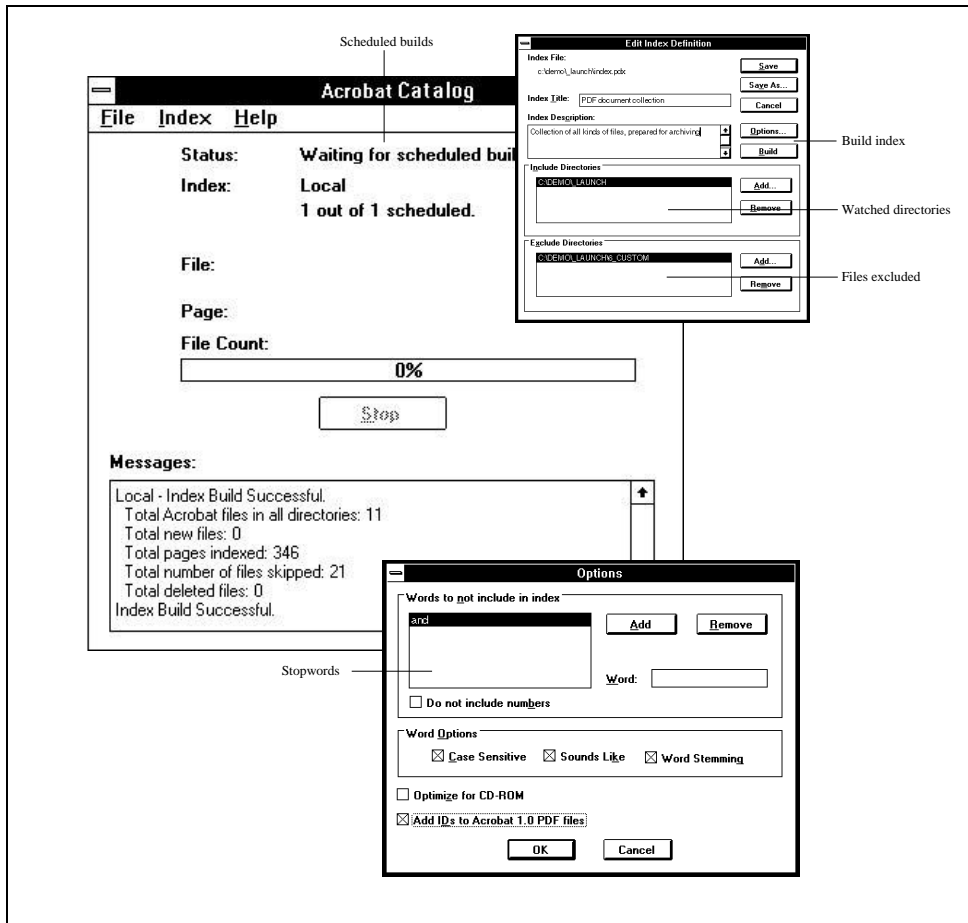 Scheduled builds
Acrobat Catalog
File Index Help
Status: Waiting for scheduled buil
Index: Local
1 out of 1 scheduled.
File:
Page:
File Count:
0%
Stop
Messages:
Local - Index Build Successful.
Total Acrobat files in all directories: 11
Total new files: 0
Total pages indexed: 346
Total number of files skipped: 21
Total deleted files: 0
Index Build Successful.
Edit Index Definition
Index File:
c:\demo\_launch\index.pdx
Save
Save As...
Index Title: PDF document collection
Cancel
Index Description:
Collection of all kinds of files, prepared for archiving
Options...
Build
Build index
Include Directories
C:\DEMO\_LAUNCH
Add...
Remove
Watched directories
Exclude Directories
C:\DEMO\_LAUNCH\6_CUSTOM
Add...
Remove
Files excluded
Options
Words to not include in index
and
Add
Remove
Stopwords
Word:
Do not include numbers
Word Options
Case Sensitive Sounds Like Word Stemming
Optimize for CD-ROM
Add IDs to Acrobat 1.0 PDF files
OK Cancel